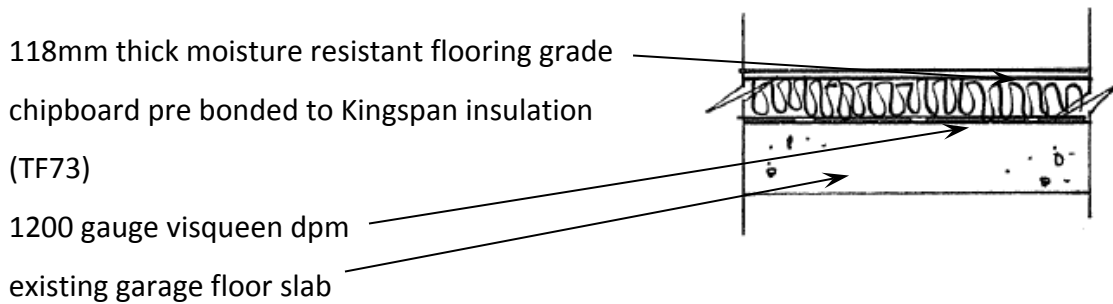 118mm thick moisture resistant flooring grade
chipboard pre bonded to Kingspan insulation
(TF73)
1200 gauge visqueen dpm
existing garage floor slab